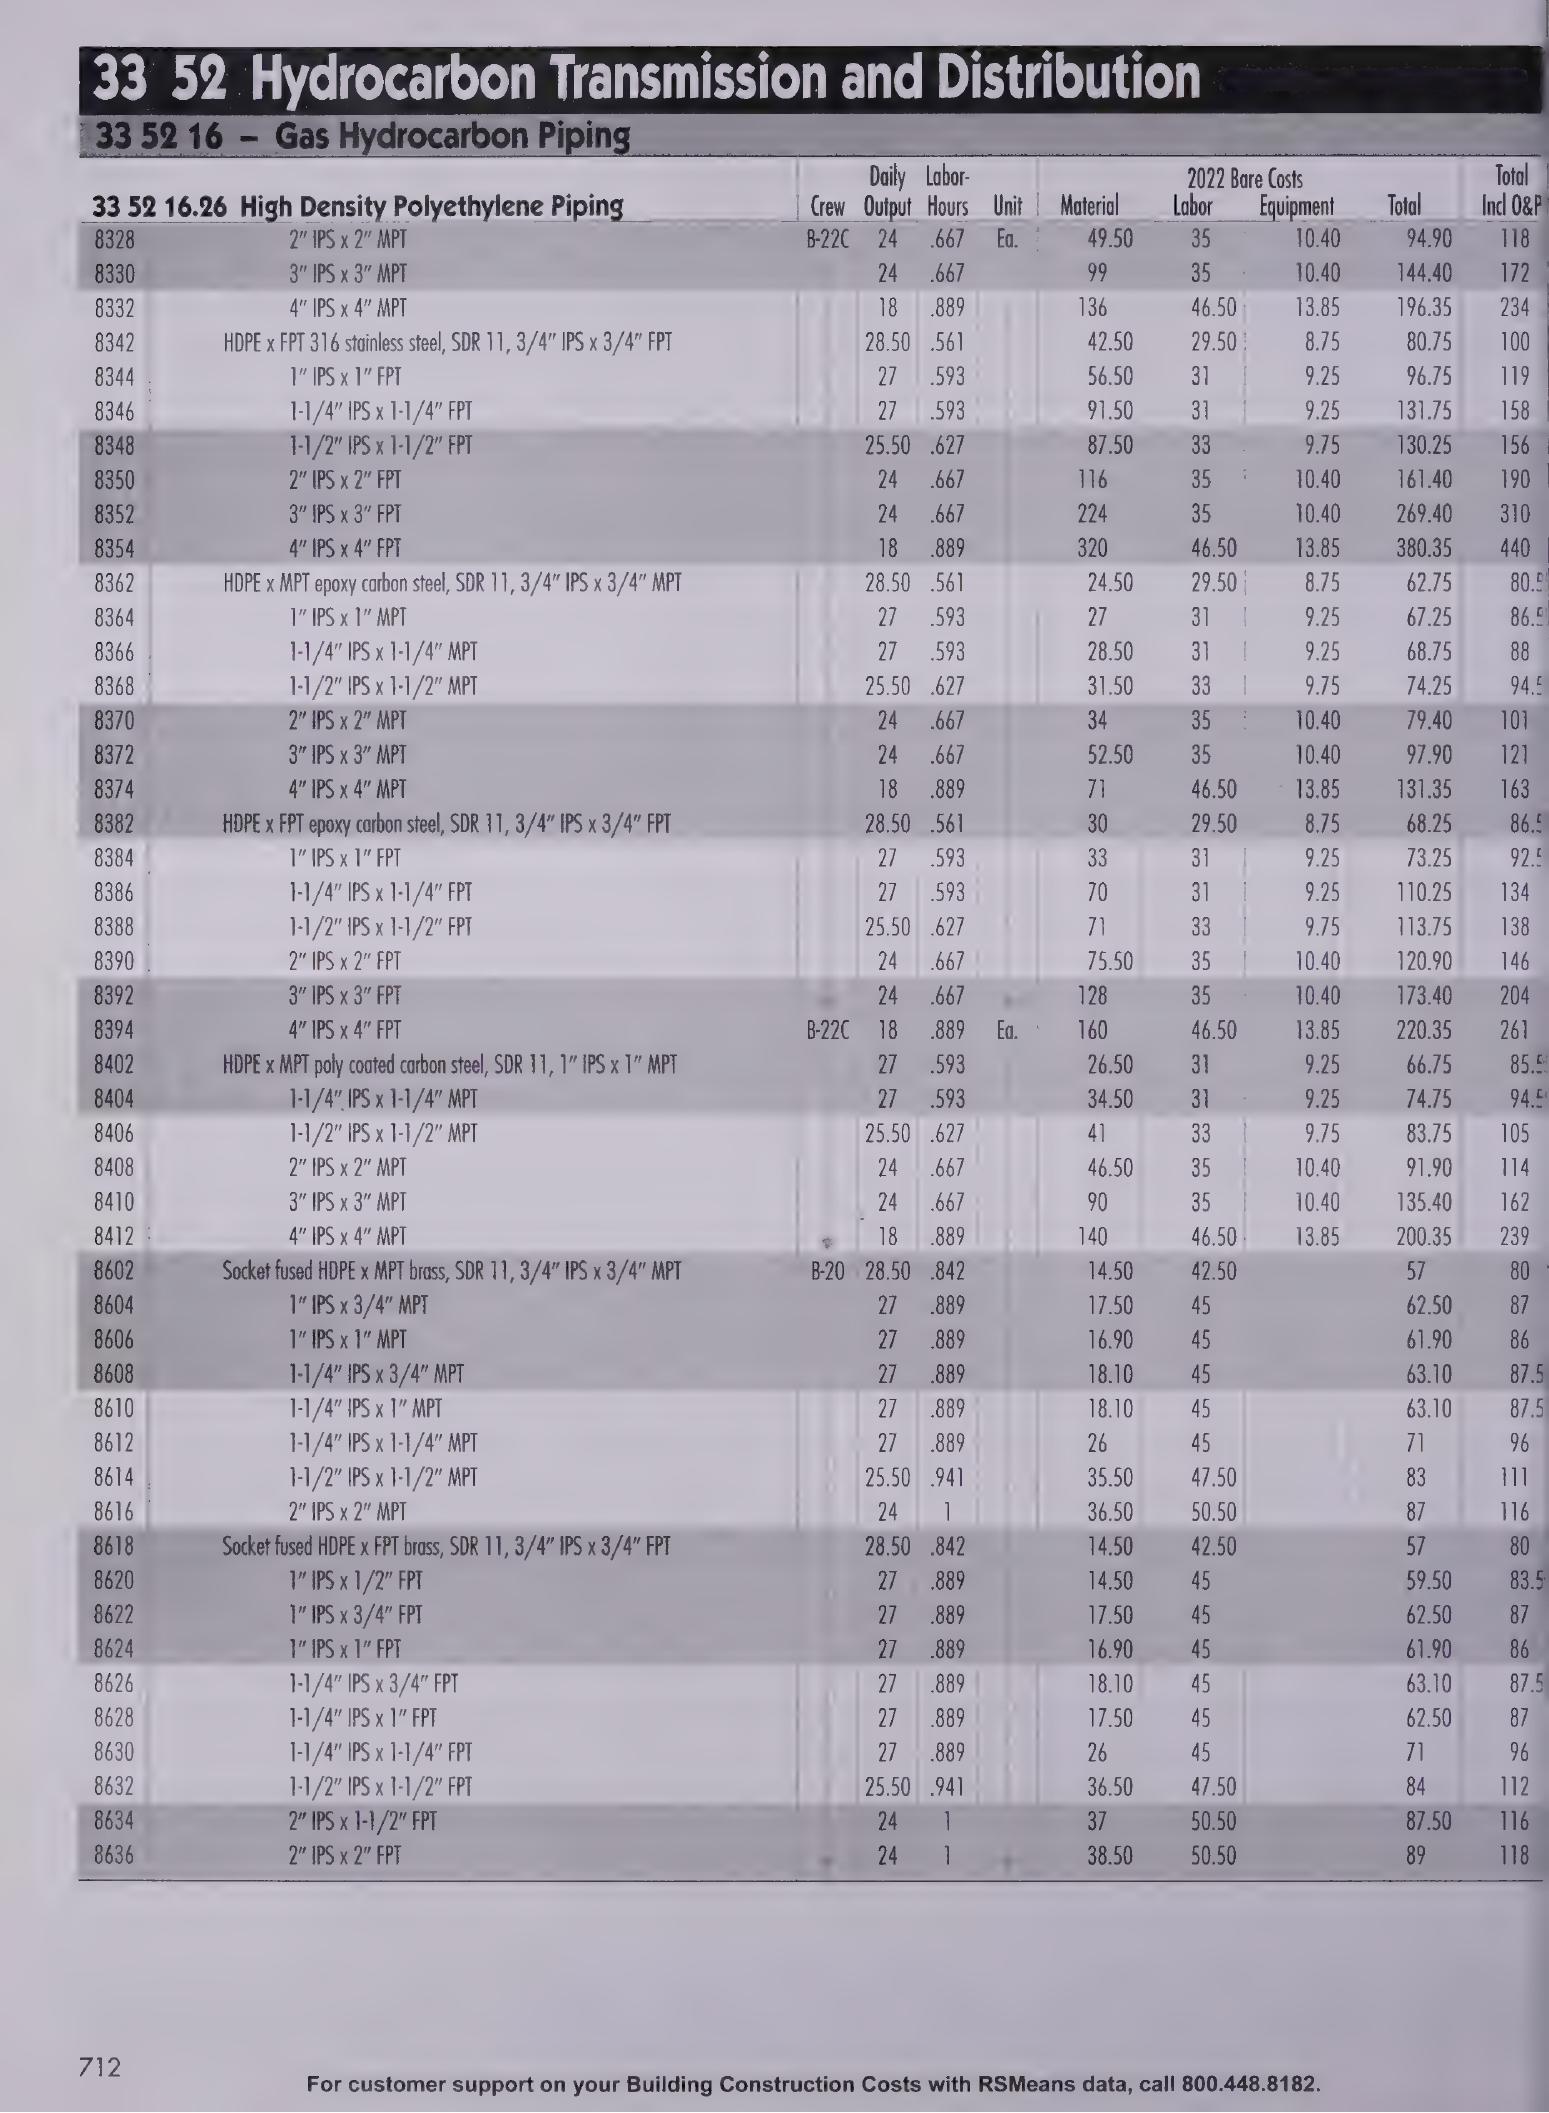 33 52 Hydrocarbon Transmission and Distribution
33 52 16 – Gas Hydrocarbon Piping
Daily Labor- 2022 Bare Costs Total
33 52 16.26 High Density Polyethylene Piping Crew Output Hours Unit Material Labor Equipment Total Incl O&P
8328 2" IPS x 2" MPT B-22C 24 .667 Ea. 49.50 35 10.40 94.90 118
8330 3" IPS x 3" MPT 24 .667 99 35 10.40 144.40 172
8332 4" IPS x 4" MPT 18 .889 136 46.50 13.85 196.35 234
8342 HDPE x FPT 316 stainless steel, SDR 11, 3/4" IPS x 3/4" FPT 28.50 .561 42.50 29.50 8.75 80.75 100
8344 1" IPS x 1" FPT 27 .593 56.50 31 9.25 96.75 119
8346 1-1/4" IPS x 1-1/4" FPT 27 .593 91.50 31 9.25 131.75 158
8348 1-1/2" IPS x 1-1/2" FPT 25.50 .627 87.50 33 9.75 130.25 156
8350 2" IPS x 2" FPT 24 .667 116 35 10.40 161.40 190
8352 3" IPS x 3" FPT 24 .667 224 35 10.40 269.40 310
8354 4" IPS x 4" FPT 18 .889 320 46.50 13.85 380.35 440
8362 HDPE x MPT epoxy carbon steel, SDR 11, 3/4" IPS x 3/4" MPT 28.50 .561 24.50 29.50 8.75 62.75 80.5
8364 1" IPS x 1" MPT 27 .593 27 31 9.25 67.25 86.5
8366 1-1/4" IPS x 1-1/4" MPT 27 .593 28.50 31 9.25 68.75 88
8368 1-1/2" IPS x 1-1/2" MPT 25.50 .627 31.50 33 9.75 74.25 94.5
8370 2" IPS x 2" MPT 24 .667 34 35 10.40 79.40 101
8372 3" IPS x 3" MPT 24 .667 52.50 35 10.40 97.90 121
8374 4" IPS x 4" MPT 18 .889 71 46.50 13.85 131.35 163
8382 HDPE x FPT epoxy carbon steel, SDR 11, 3/4" IPS x 3/4" FPT 28.50 .561 30 29.50 8.75 68.25 86.5
8384 1" IPS x 1" FPT 27 .593 33 31 9.25 73.25 92.5
8386 1-1/4" IPS x 1-1/4" FPT 27 .593 70 31 9.25 110.25 134
8388 1-1/2" IPS x 1-1/2" FPT 25.50 .627 71 33 9.75 113.75 138
8390 2" IPS x 2" FPT 24 .667 75.50 35 10.40 120.90 146
8392 3" IPS x 3" FPT 24 .667 128 35 10.40 173.40 204
8394 4" IPS x 4" FPT B-22C 18 .889 Ea. 160 46.50 13.85 220.35 261
8402 HDPE x MPT poly coated carbon steel, SDR 11, 1" IPS x 1" MPT 27 .593 26.50 31 9.25 66.75 85.5
8404 1-1/4" IPS x 1-1/4" MPT 27 .593 34.50 31 9.25 74.75 94.5
8406 1-1/2" IPS x 1-1/2" MPT 25.50 .627 41 33 9.75 83.75 105
8408 2" IPS x 2" MPT 24 .667 46.50 35 10.40 91.90 114
8410 3" IPS x 3" MPT 24 .667 90 35 10.40 135.40 162
8412 4" IPS x 4" MPT 18 .889 140 46.50 13.85 200.35 239
8602 Socket fused HDPE x MPT brass, SDR 11, 3/4" IPS x 3/4" MPT B-20 28.50 .842 14.50 42.50 57 80
8604 1" IPS x 3/4" MPT 27 .889 17.50 45 62.50 87
8606 1" IPS x 1" MPT 27 .889 16.90 45 61.90 86
8608 1-1/4" IPS x 3/4" MPT 27 .889 18.10 45 63.10 87.5
8610 1-1/4" IPS x 1" MPT 27 .889 18.10 45 63.10 87.5
8612 1-1/4" IPS x 1-1/4" MPT 27 .889 26 45 71 96
8614 1-1/2" IPS x 1-1/2" MPT 25.50 .941 35.50 47.50 83 111
8616 2" IPS x 2" MPT 24 1 36.50 50.50 87 116
8618 Socket fused HDPE x FPT brass, SDR 11, 3/4" IPS x 3/4" FPT 28.50 .842 14.50 42.50 57 80
8620 1" IPS x 1/2" FPT 27 .889 14.50 45 59.50 83.5
8622 1" IPS x 3/4" FPT 27 .889 17.50 45 62.50 87
8624 1" IPS x 1" FPT 27 .889 16.90 45 61.90 86
8626 1-1/4" IPS x 3/4" FPT 27 .889 18.10 45 63.10 87.5
8628 1-1/4" IPS x 1" FPT 27 .889 17.50 45 62.50 87
8630 1-1/4" IPS x 1-1/4" FPT 27 .889 26 45 71 96
8632 1-1/2" IPS x 1-1/2" FPT 25.50 .941 36.50 47.50 84 112
8634 2" IPS x 1-1/2" FPT 24 1 37 50.50 87.50 116
8636 2" IPS x 2" FPT 24 1 38.50 50.50 89 118
712
For customer support on your Building Construction Costs with RSMeans data, call 800.448.8182.